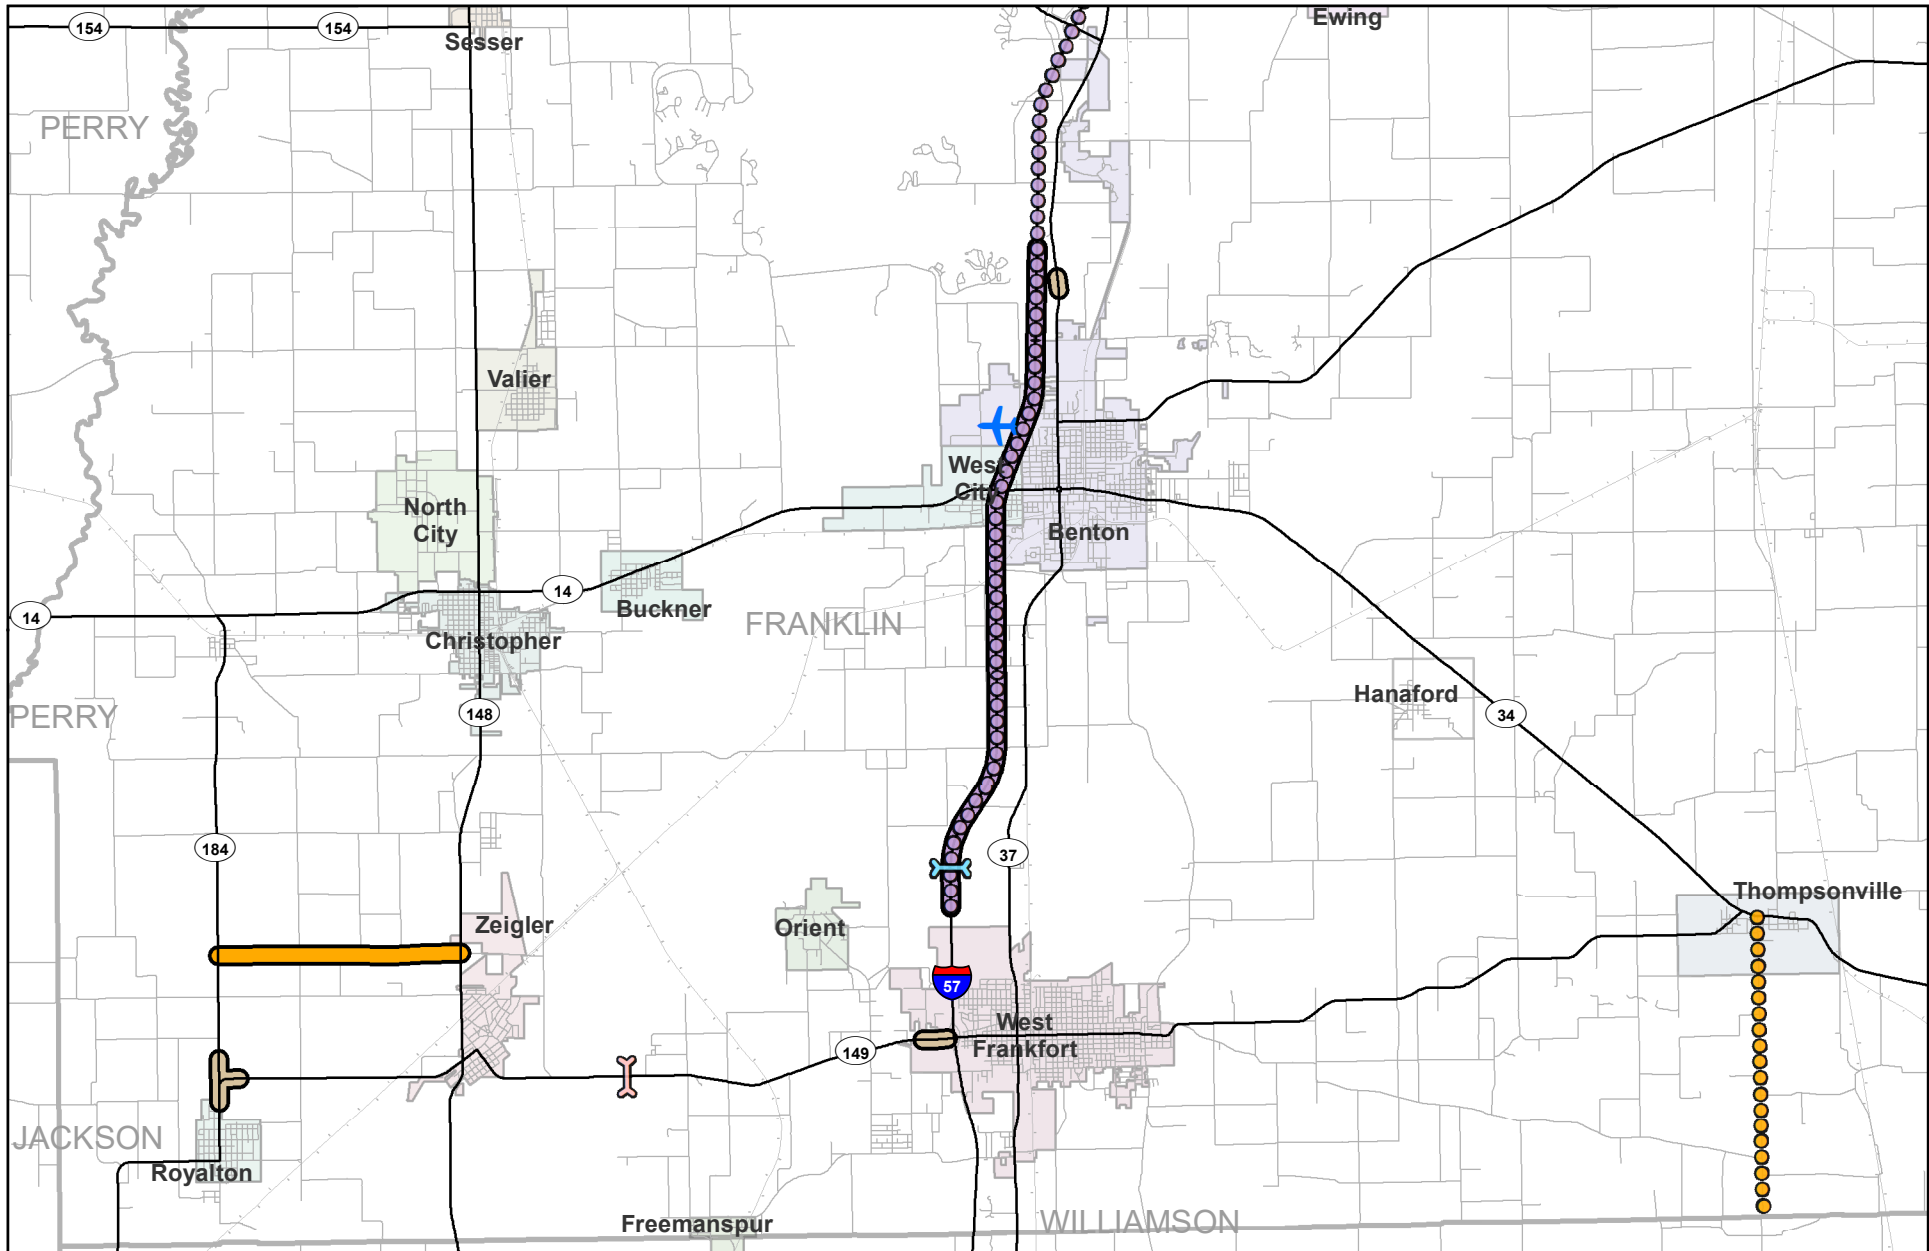 154
154
Sesser
Ewing
PERRY
Valier
North
City
West
City
Benton
14
14
Buckner
FRANKLIN
Christopher
PERRY
148
Hanaford
34
184
37
Thompsonville
Zeigler
Orient
57
West
Frankfort
149
JACKSON
Royalton
Freemanspur
WILLIAMSON